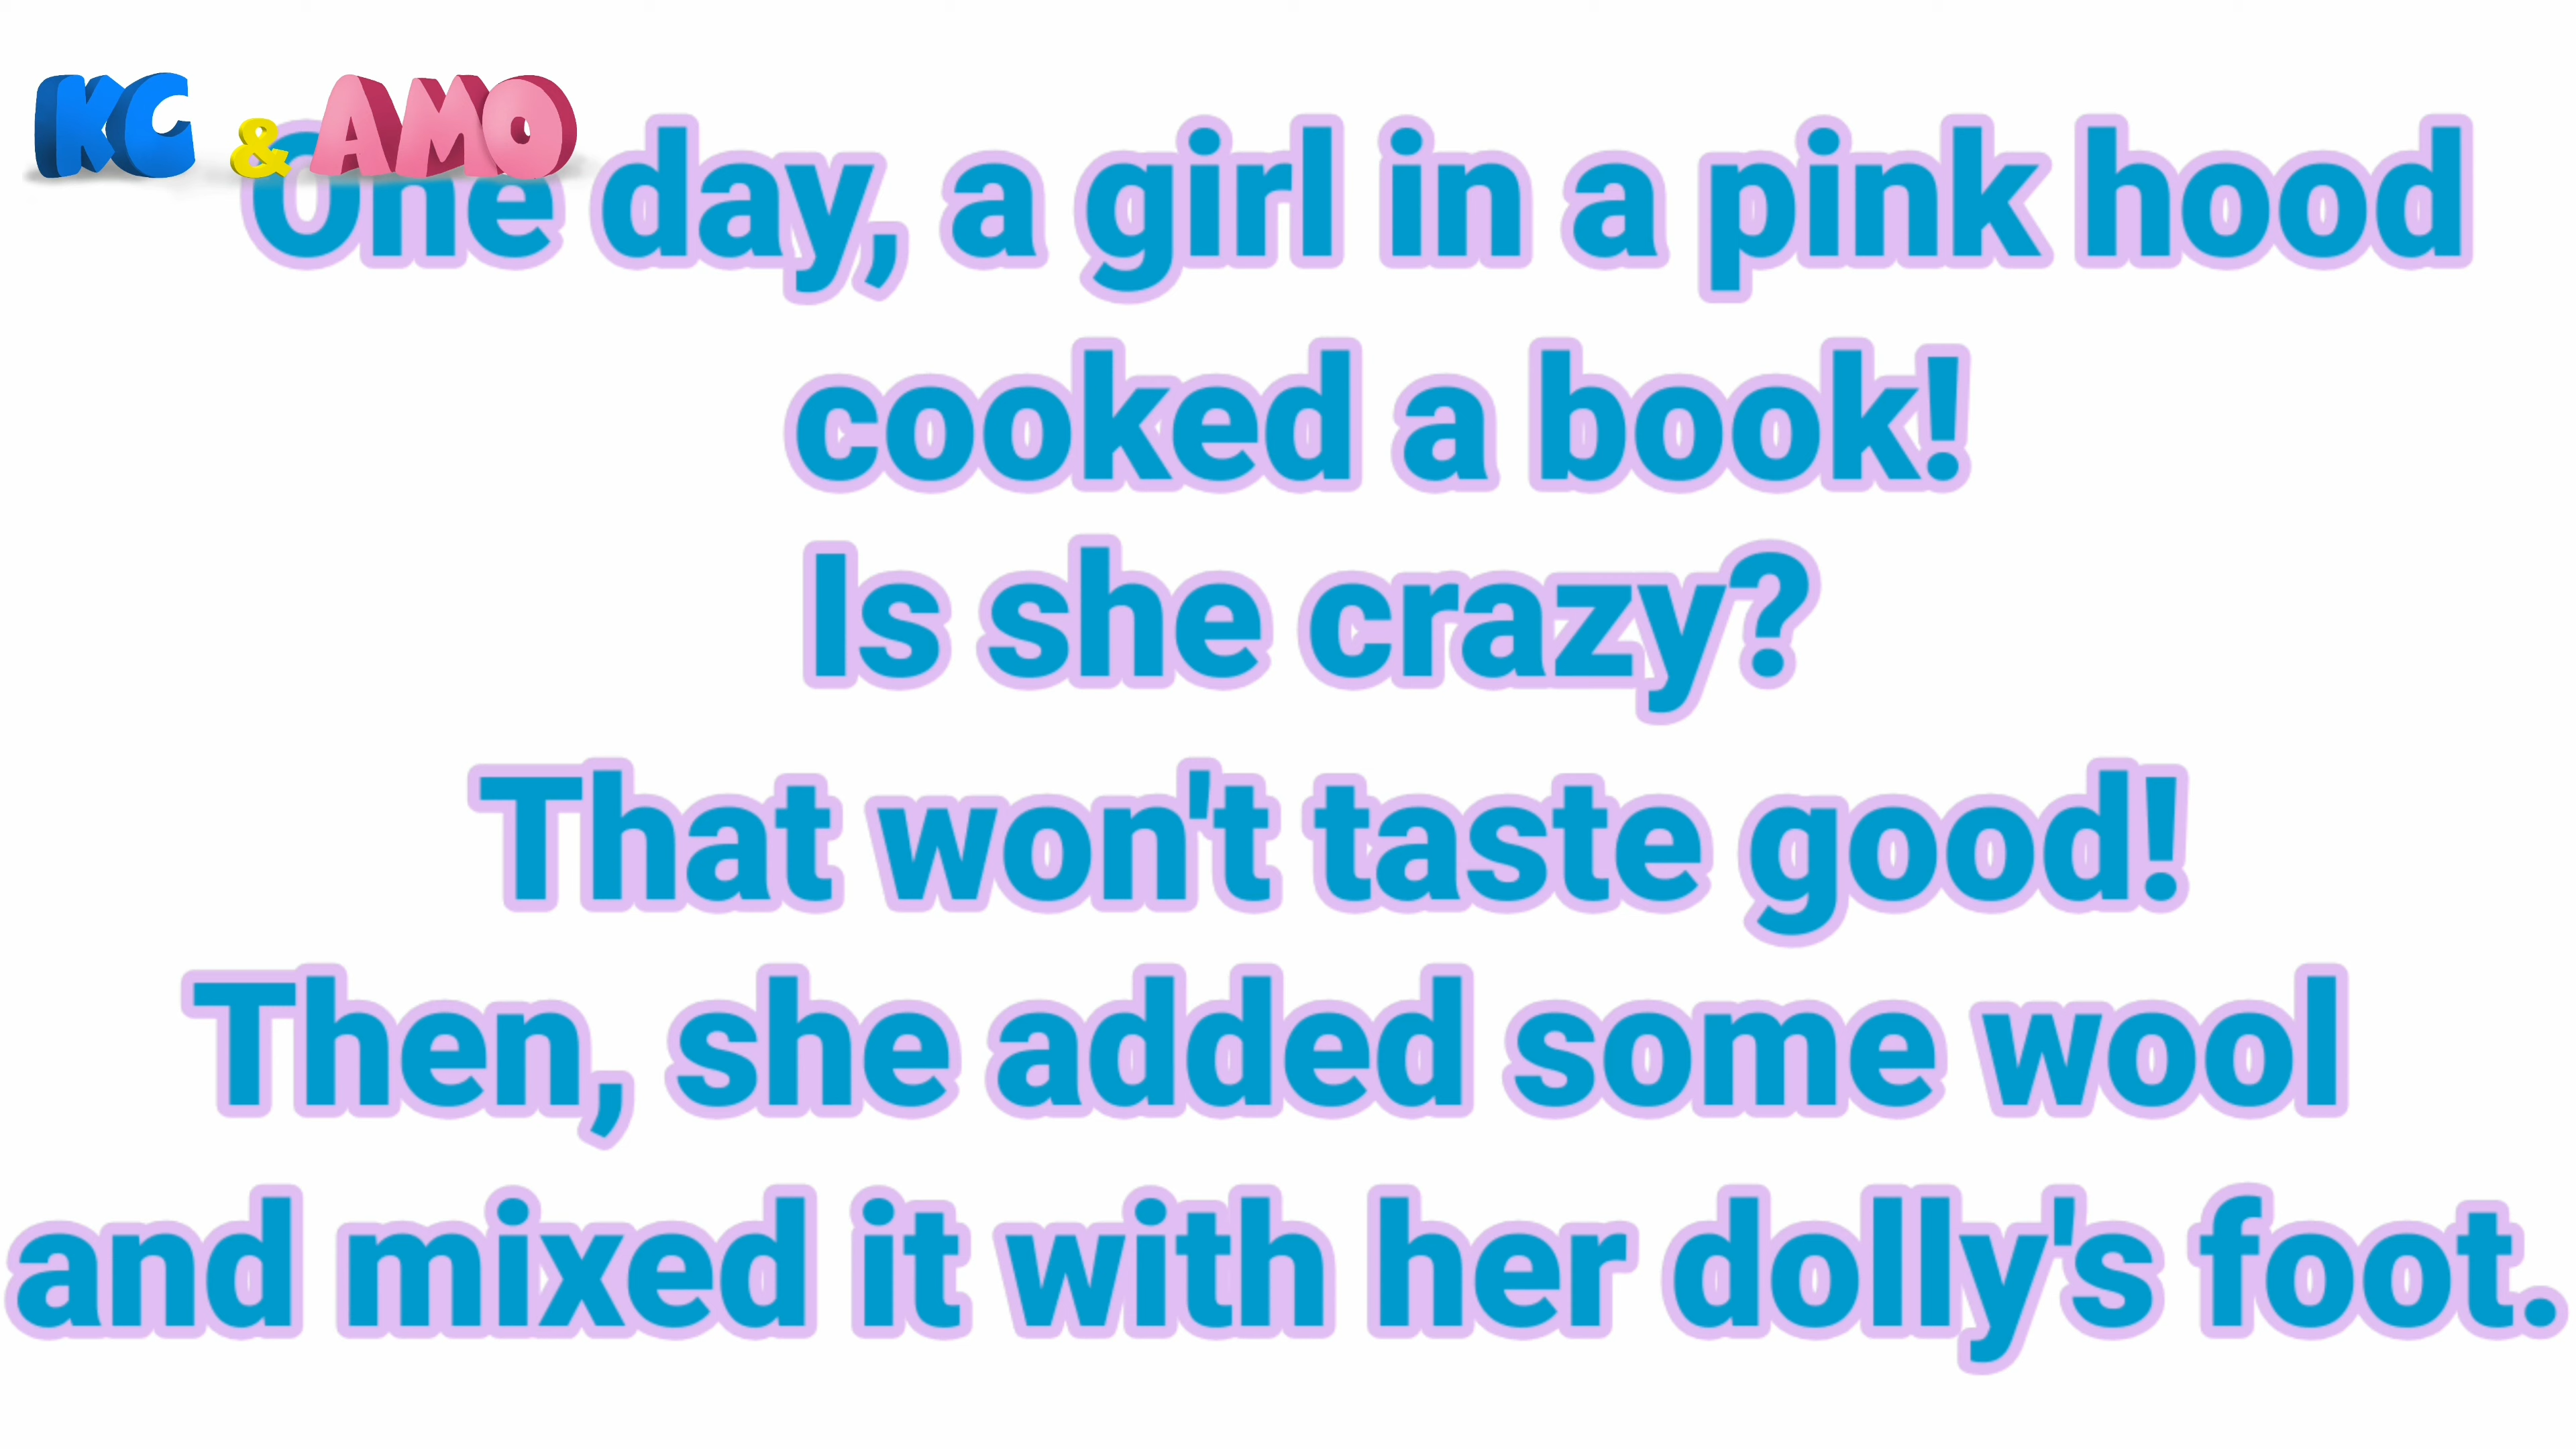 KC & AMO
One day, a girl in a pink hood
cooked a book!
Is she crazy?
That won't taste good!
Then, she added some wool
and mixed it with her dolly's foot.